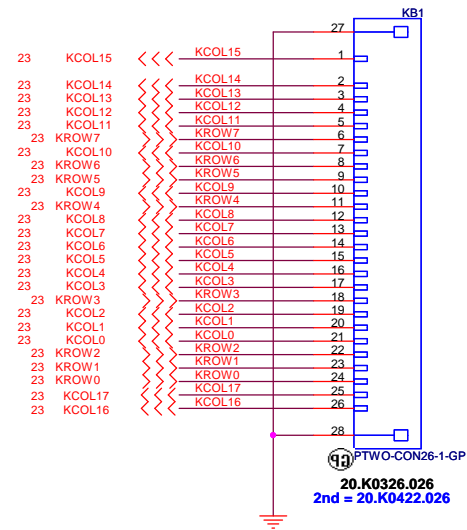 KB1
27
23 KCOL15 KCOL15 1
23 KCOL14 KCOL14 2
23 KCOL13 KCOL13 3
23 KCOL12 KCOL12 4
23 KCOL11 KCOL11 5
23 KROW7 KROW7 6
23 KCOL10 KCOL10 7
23 KROW6 KROW6 8
23 KROW5 KROW5 9
23 KCOL9 KCOL9 10
23 KROW4 KROW4 11
23 KCOL8 KCOL8 12
23 KCOL7 KCOL7 13
23 KCOL6 KCOL6 14
23 KCOL5 KCOL5 15
23 KCOL4 KCOL4 16
23 KCOL3 KCOL3 17
23 KROW3 KROW3 18
23 KCOL2 KCOL2 19
23 KCOL1 KCOL1 20
23 KCOL0 KCOL0 21
23 KROW2 KROW2 22
23 KROW1 KROW1 23
23 KROW0 KROW0 24
23 KCOL17 KCOL17 25
23 KCOL16 KCOL16 26
28
GP PTWO-CON26-1-GP
20.K0326.026
2nd = 20.K0422.026